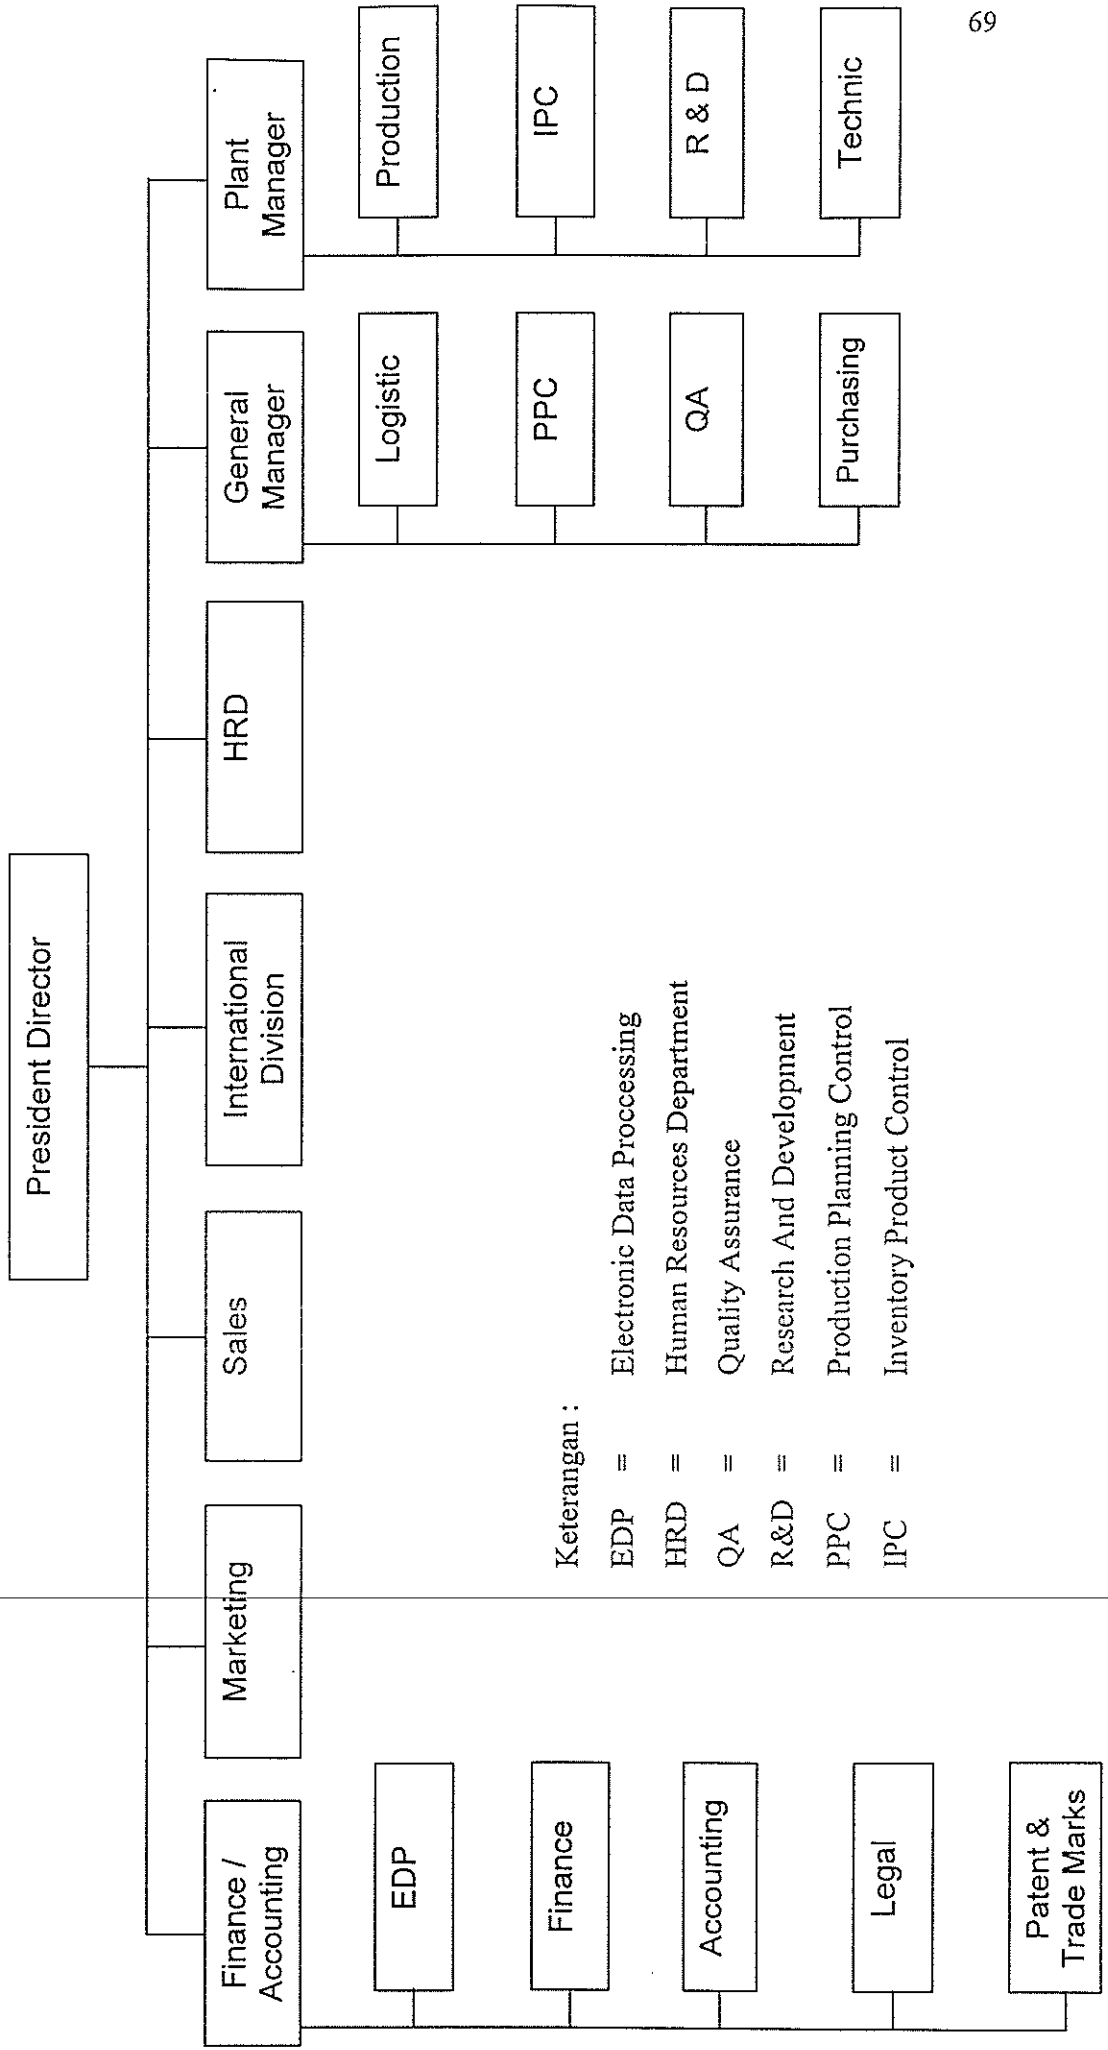 President Director
Finance /
Accounting
Marketing
Sales
International
Division
HRD
General
Manager
Plant
Manager
EDP
Finance
Accounting
Legal
Patent &
Trade Marks
Logistic
PPC
QA
Purchasing
Production
IPC
R & D
Technic
Keterangan :
EDP = Electronic Data Proccessing
HRD = Human Resources Department
QA = Quality Assurance
R&D = Research And Development
PPC = Production Planning Control
IPC = Inventory Product Control
69